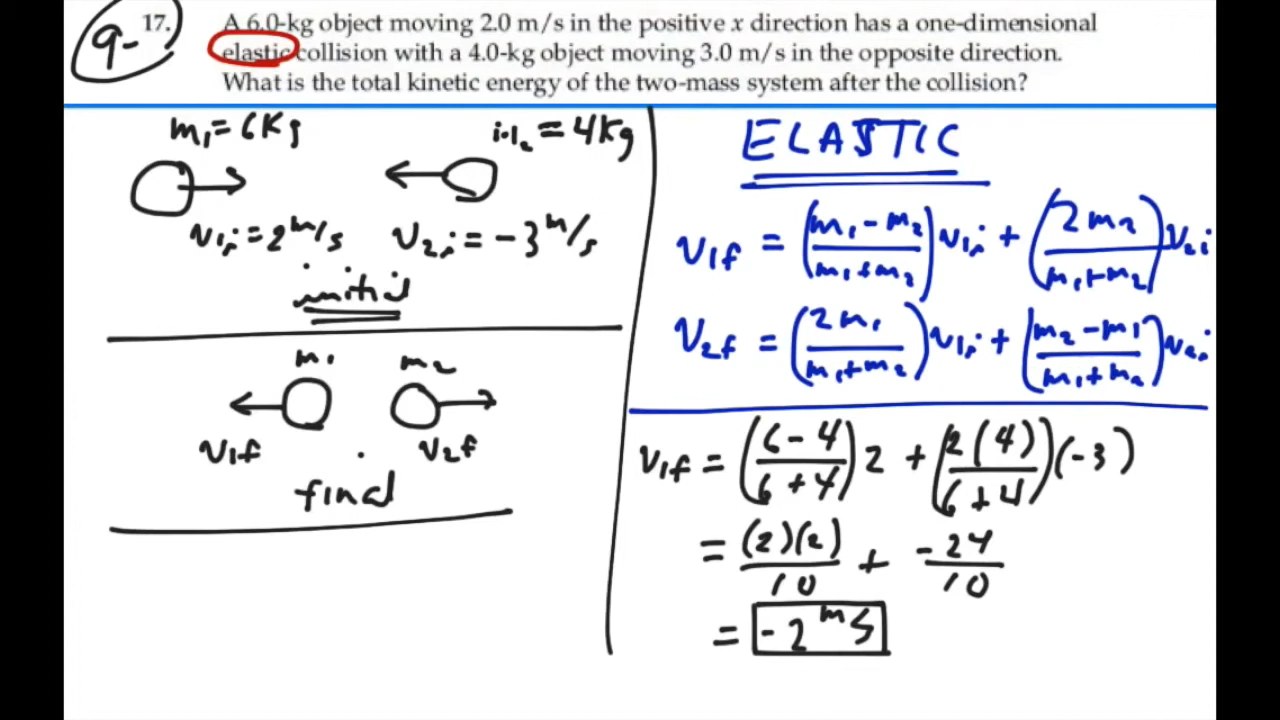 9-
17. A 6.0-kg object moving 2.0 m/s in the positive x direction has a one-dimensional
elastic collision with a 4.0-kg object moving 3.0 m/s in the opposite direction.
What is the total kinetic energy of the two-mass system after the collision?
m₁ = 6Kg
m₂ = 4Kg
v₁ᵢ = 2 m/s
v₂ᵢ = -3 m/s
initial
m₁ m₂
v₁f v₂f
final
ELASTIC
v₁f = ((m₁ - m₂)/(m₁ + m₂)) v₁ᵢ + (2m₂/(m₁ + m₂)) v₂ᵢ
v₂f = (2m₁/(m₁ + m₂)) v₁ᵢ + ((m₂ - m₁)/(m₁ + m₂)) v₂ᵢ
v₁f = ((6 - 4)/(6 + 4)) 2 + (2(4)/(6 + 4)) (-3)
= (2)(2)/10 + -24/10
= -2 m/s